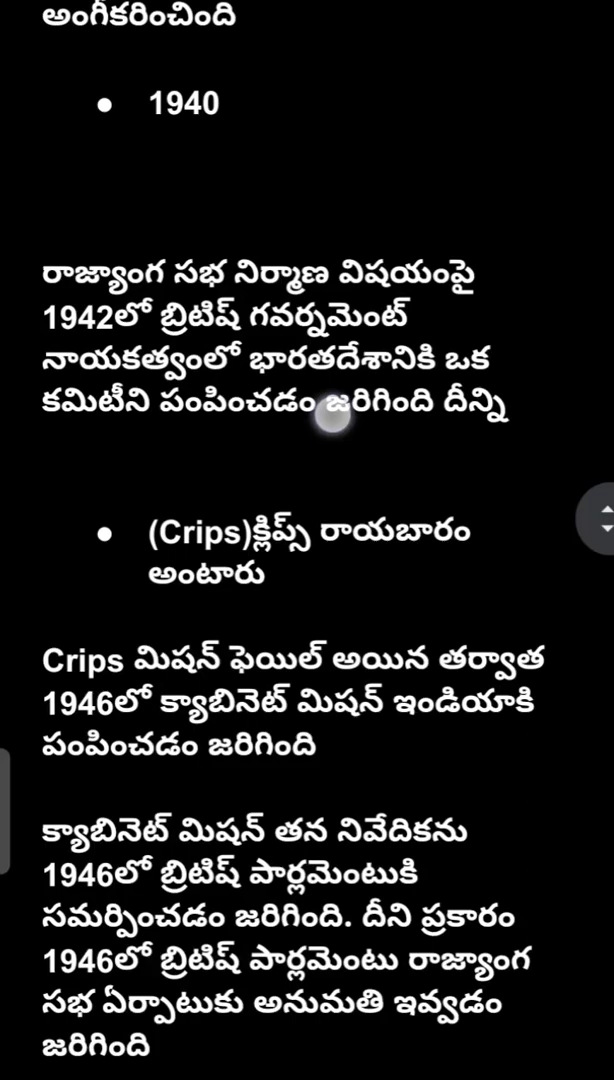 అంగీకరించింది
• 1940
రాజ్యాంగ సభ నిర్మాణ విషయంపై
1942లో బ్రిటిష్ గవర్నమెంట్
నాయకత్వంలో భారతదేశానికి ఒక
కమిటీని పంపించడం జరిగింది దీన్ని
• (Crips)క్లిప్స్ రాయబారం
అంటారు
Crips మిషన్ ఫెయిల్ అయిన తర్వాత
1946లో క్యాబినెట్ మిషన్ ఇండియాకి
పంపించడం జరిగింది
క్యాబినెట్ మిషన్ తన నివేదికను
1946లో బ్రిటిష్ పార్లమెంటుకి
సమర్పించడం జరిగింది. దీని ప్రకారం
1946లో బ్రిటిష్ పార్లమెంటు రాజ్యాంగ
సభ ఏర్పాటుకు అనుమతి ఇవ్వడం
జరిగింది